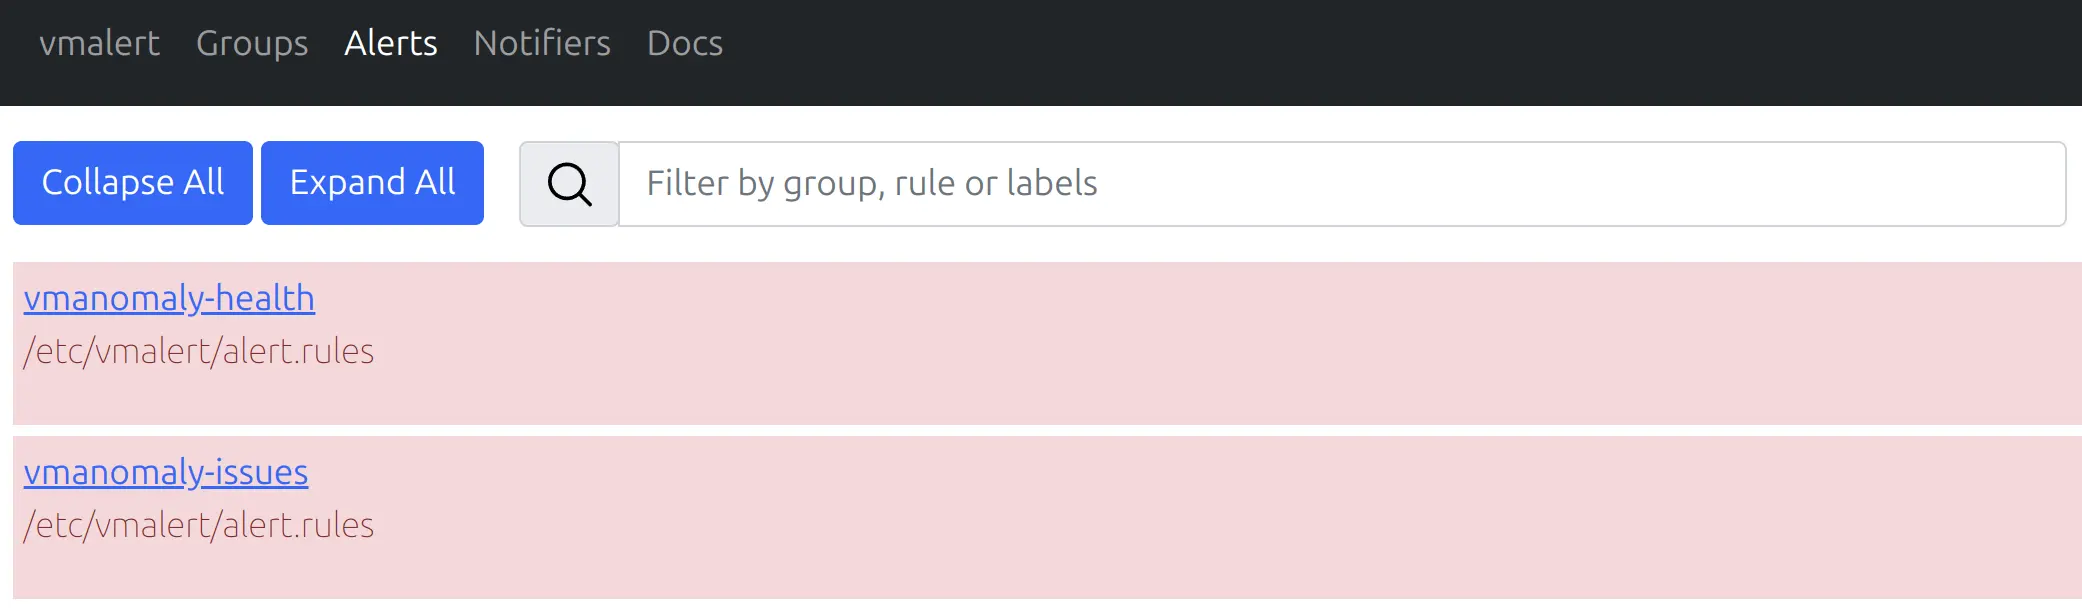 vmalert Groups Alerts Notifiers Docs
Collapse All Expand All Filter by group, rule or labels
vmanomaly-health
/etc/vmalert/alert.rules
vmanomaly-issues
/etc/vmalert/alert.rules